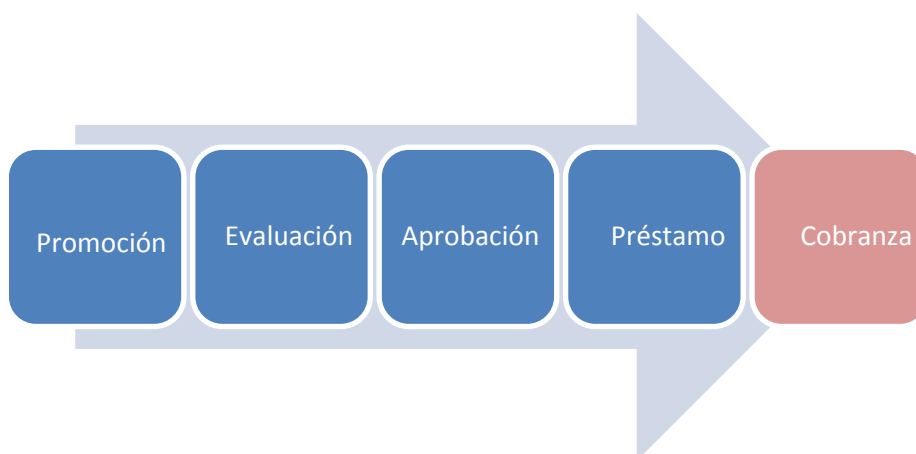 Promoción
Evaluación
Aprobación
Préstamo
Cobranza